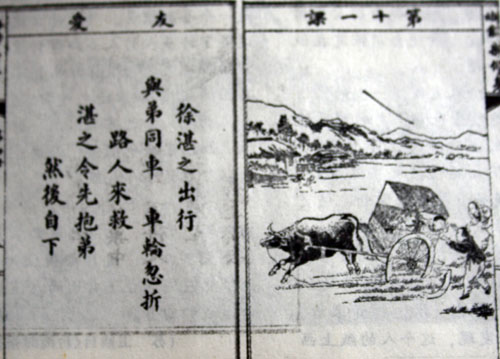 第十一課
友愛
徐湛之出行
與弟同車 車輪忽折
路人來救
湛之令先抱弟
然後自下